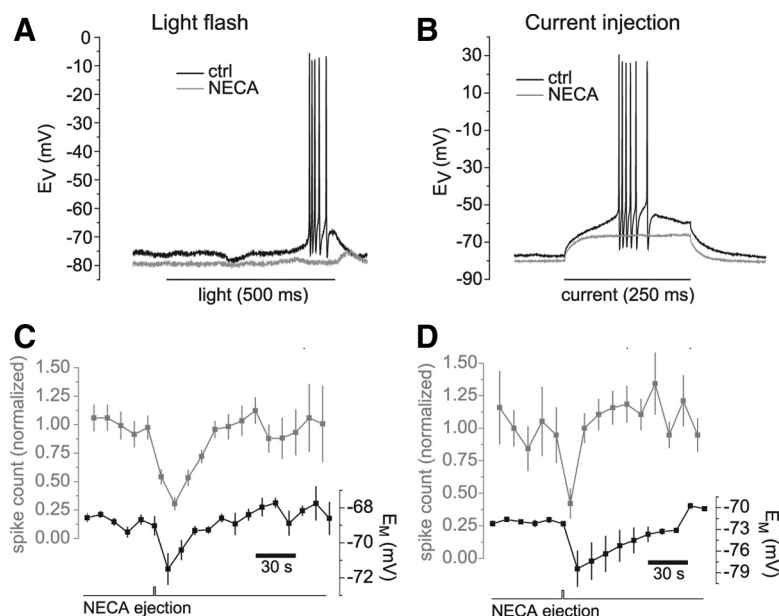 A
Light flash
0
-10
-20
-30
-40
-50
-60
-70
-80
E_V (mV)
ctrl
NECA
light (500 ms)
B
Current injection
30
10
-10
-30
-50
-70
-90
E_V (mV)
ctrl
NECA
current (250 ms)
C
1.50
1.25
1.00
0.75
0.50
0.25
0.00
spike count (normalized)
-68
-70
-72
E_M (mV)
30 s
NECA ejection
D
1.50
1.25
1.00
0.75
0.50
0.25
0.00
spike count (normalized)
-70
-73
-76
-79
E_M (mV)
30 s
NECA ejection